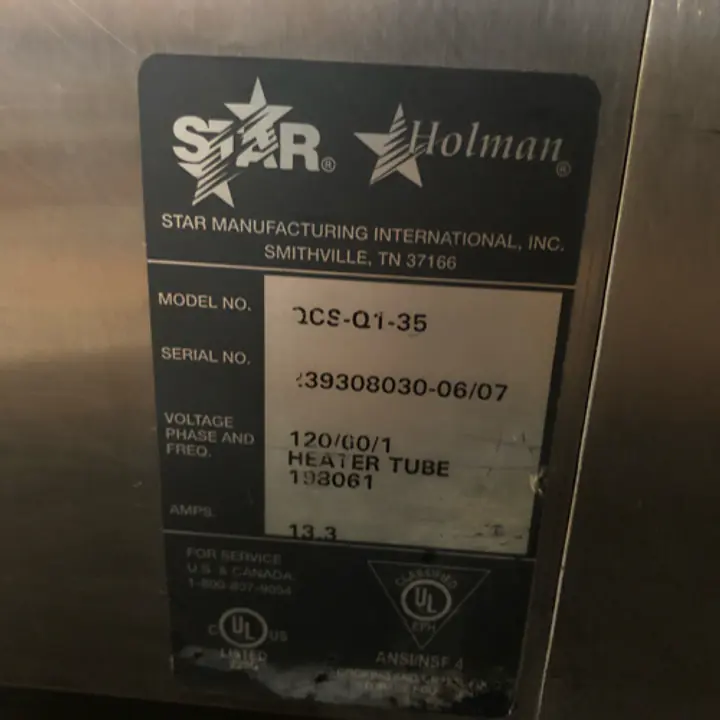 STAR® Holman®
STAR MANUFACTURING INTERNATIONAL, INC.
SMITHVILLE, TN 37166
MODEL NO. QCS-Q1-35
SERIAL NO. 39308030-06/07
VOLTAGE
PHASE AND
FREQ.
120/60/1
HEATER TUBE
198061
AMPS. 13.3
FOR SERVICE
U.S. & CANADA
CLASSIFIED
UL
EPH
C UL US
LISTED
ANSI/NSF 4